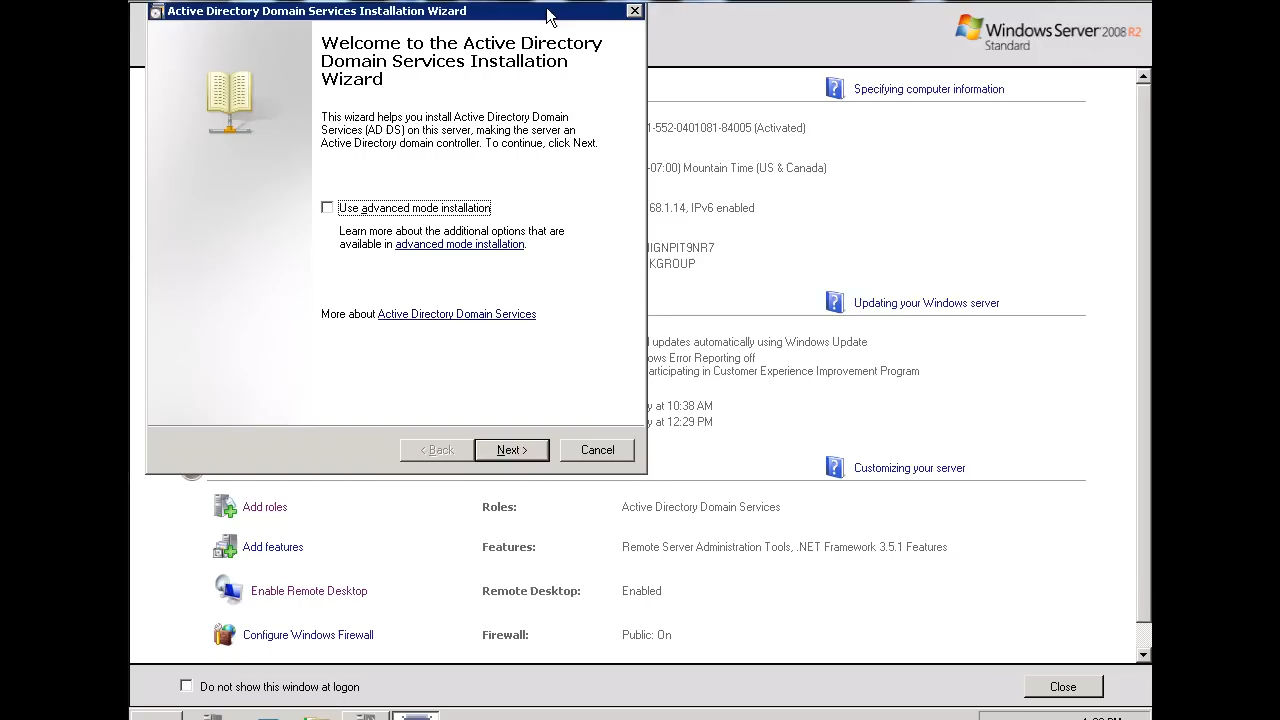 Active Directory Domain Services Installation Wizard
Windows Server 2008 R2
Standard
Welcome to the Active Directory
Domain Services Installation
Wizard
This wizard helps you install Active Directory Domain
Services (AD DS) on this server, making the server an
Active Directory domain controller. To continue, click Next.
Use advanced mode installation
Learn more about the additional options that are
available in advanced mode installation.
More about Active Directory Domain Services
< Back
Next >
Cancel
Specifying computer information
1-552-0401081-84005 (Activated)
-07:00) Mountain Time (US & Canada)
68.1.14, IPv6 enabled
IGNPIT9NR7
KGROUP
Updating your Windows server
updates automatically using Windows Update
ows Error Reporting off
articipating in Customer Experience Improvement Program
y at 10:38 AM
y at 12:29 PM
Customizing your server
Add roles
Roles:
Active Directory Domain Services
Add features
Features:
Remote Server Administration Tools, .NET Framework 3.5.1 Features
Enable Remote Desktop
Remote Desktop:
Enabled
Configure Windows Firewall
Firewall:
Public: On
Do not show this window at logon
Close